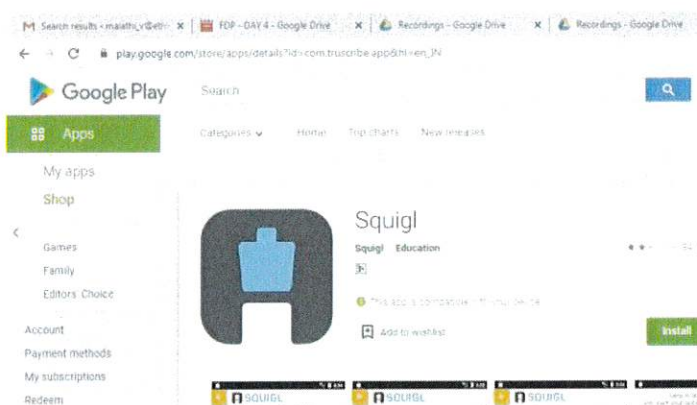 Search results -
FDP - DAY 4 - Google Drive
Recordings - Google Drive
Recordings - Google Drive
play.google.com/store/apps/details?id=com.truscribe.app&hl=en_IN
Google Play
Search
Apps
Categories
Home
Top charts
New releases
My apps
Shop
Squigl
Squigl Education
Games
Family
Editors' Choice
This app is compatible with your device.
Add to wishlist
Install
Account
Payment methods
My subscriptions
Redeem
SQUIGL
SQUIGL
SQUIGL